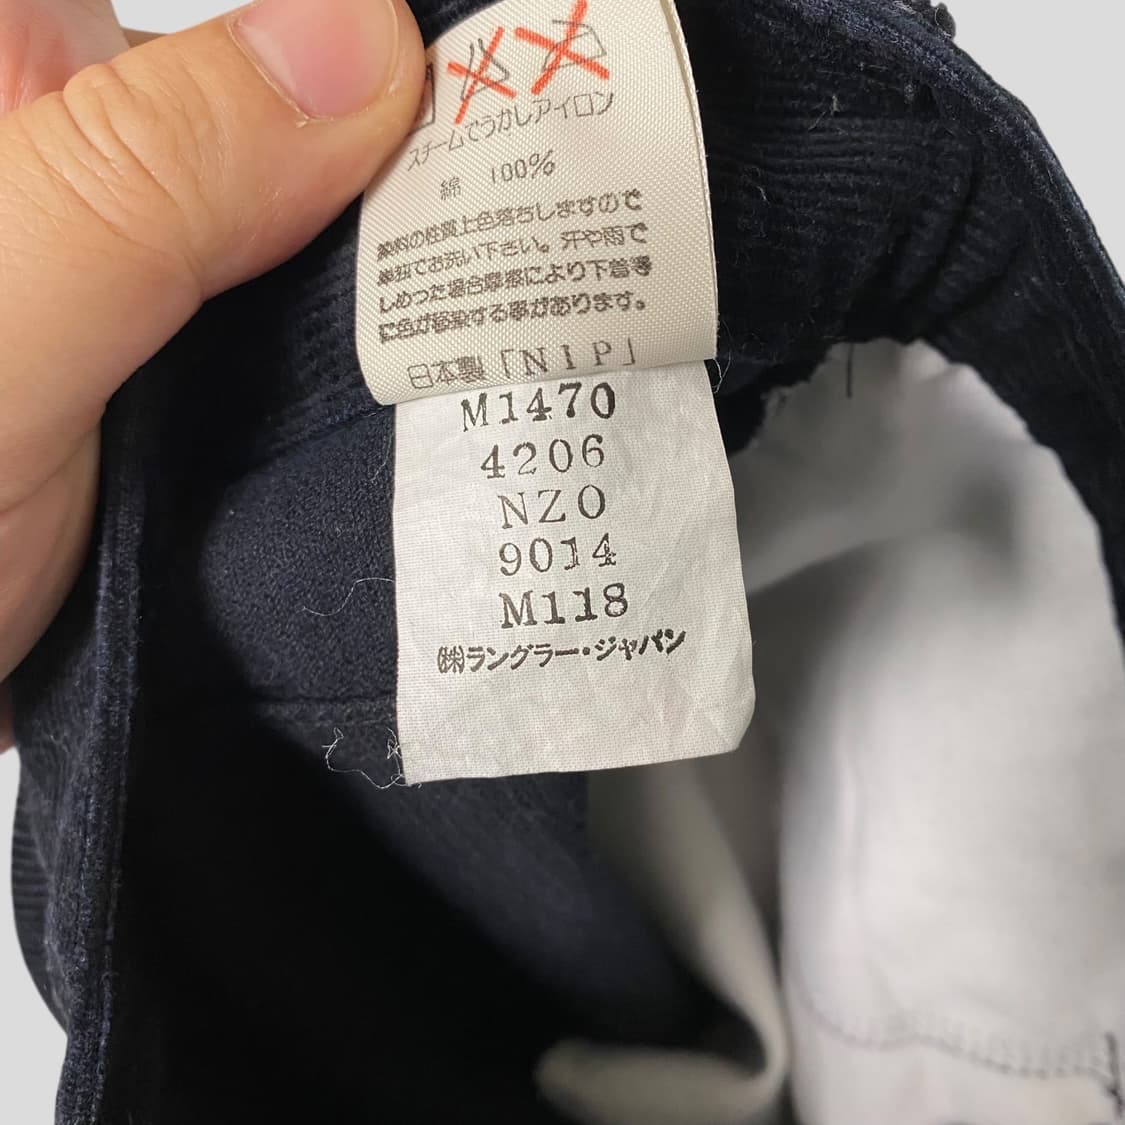 スチームでうかしアイロン
綿 100%
染料の性質上色落ちしますので
単独でお洗い下さい。汗や雨で
しめった場合摩擦により下着等
に色が移染する事があります。
日本製「NIP」
M1470
4206
NZO
9014
M118
㈱ラングラー・ジャパン